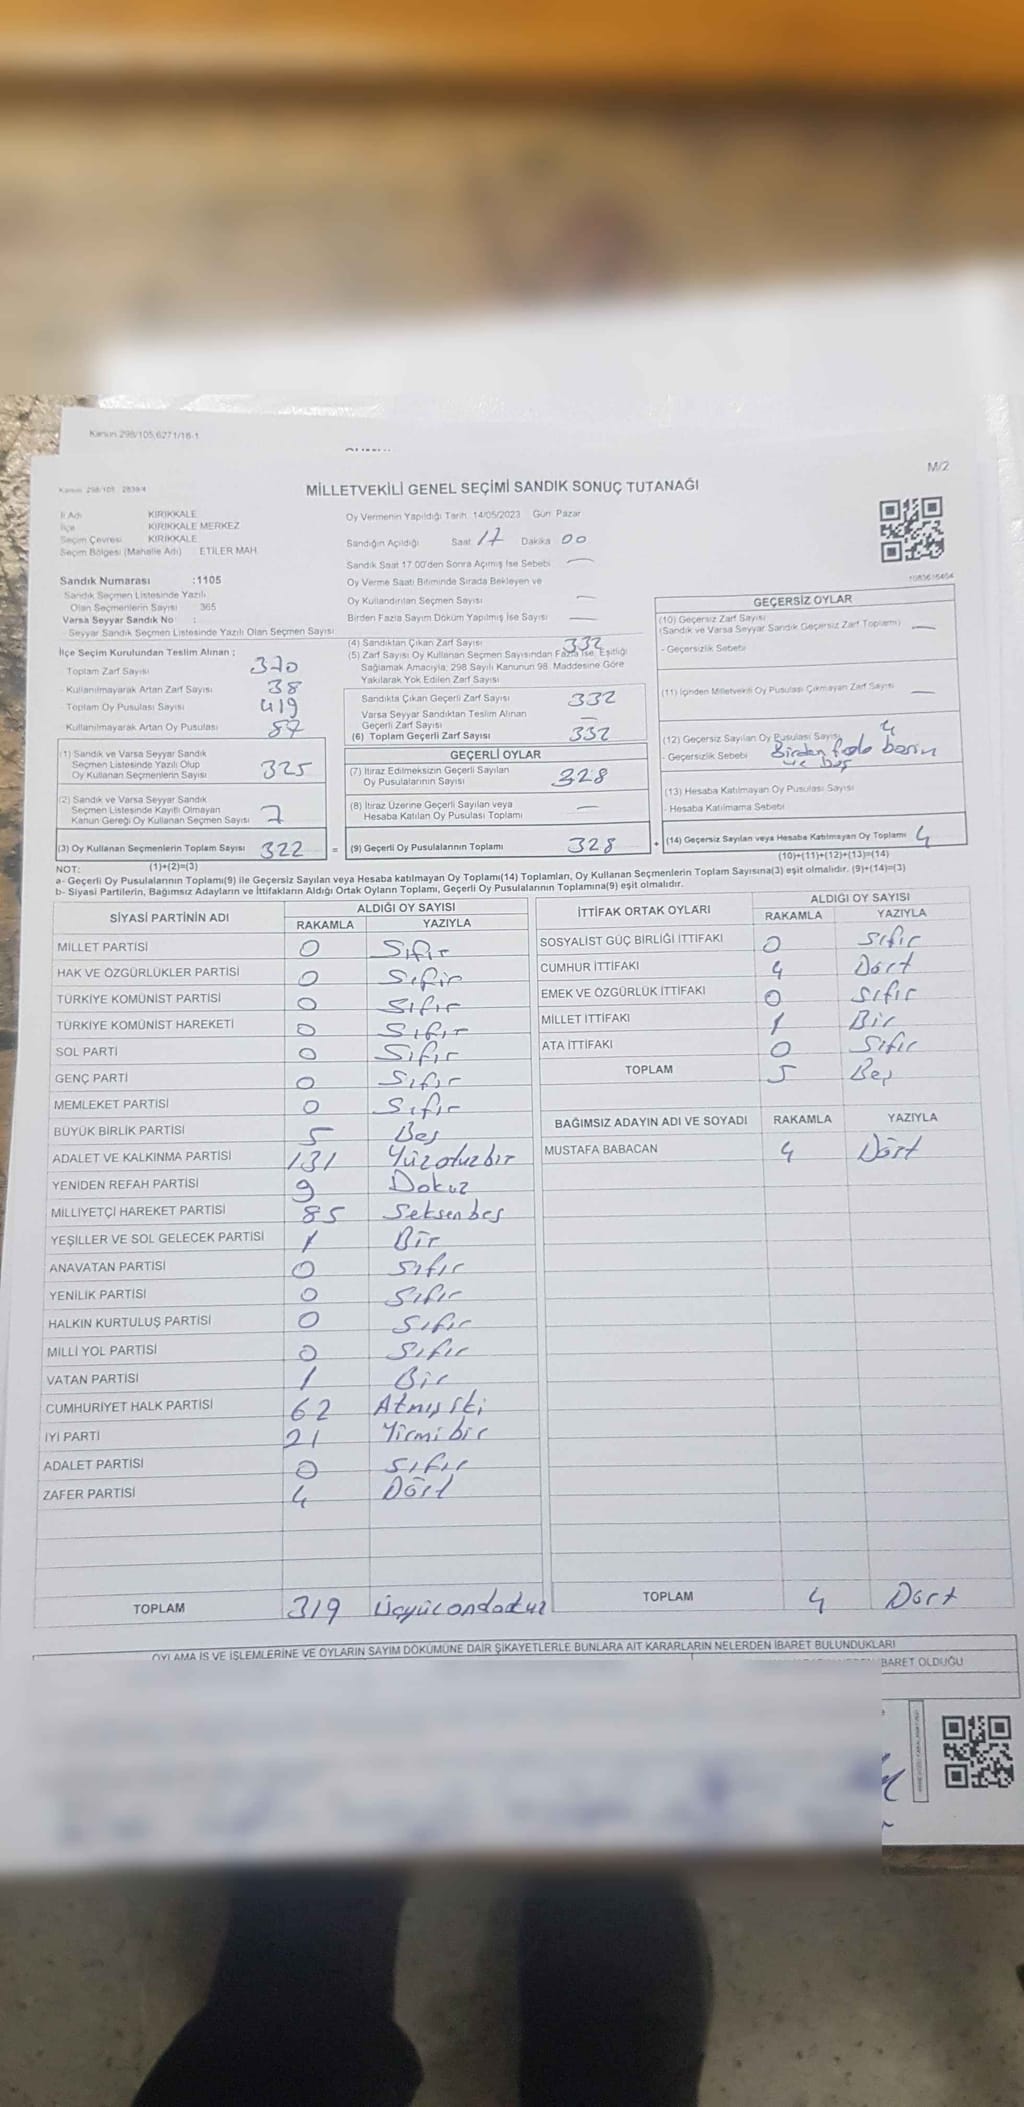 Kanun 298/105,6271/16-1
M/2
Kanun 298/105 2839/4
MİLLETVEKİLİ GENEL SEÇİMİ SANDIK SONUÇ TUTANAĞI
İl Adı KIRIKKALE
İlçe KIRIKKALE MERKEZ
Seçim Çevresi KIRIKKALE
Seçim Bölgesi (Mahalle Adı) ETİLER MAH.
Sandık Numarası :1105
Sandık Seçmen Listesinde Yazılı
Olan Seçmenlerin Sayısı 365
Varsa Seyyar Sandık No :
Seyyar Sandık Seçmen Listesinde Yazılı Olan Seçmen Sayısı:
İlçe Seçim Kurulundan Teslim Alınan ;
Toplam Zarf Sayısı 370
Kullanılmayarak Artan Zarf Sayısı 38
Toplam Oy Pusulası Sayısı 419
Kullanılmayarak Artan Oy Pusulası 87
(1) Sandık ve Varsa Seyyar Sandık
Seçmen Listesinde Yazılı Olup
Oy Kullanan Seçmenlerin Sayısı 325
(2) Sandık ve Varsa Seyyar Sandık
Seçmen Listesinde Kayıtlı Olmayan
Kanun Gereği Oy Kullanan Seçmen Sayısı 7
(3) Oy Kullanan Seçmenlerin Toplam Sayısı 322 =
Oy Vermenin Yapıldığı Tarih 14/05/2023 Gün Pazar
Sandığın Açıldığı Saat 17 Dakika 00
Sandık Saat 17.00'den Sonra Açmış İse Sebebi —
Oy Verme Saati Bitiminde Sırada Bekleyen ve
Oy Kullandırılan Seçmen Sayısı —
Birden Fazla Sayım Döküm Yapılmış İse Sayısı —
(4) Sandıktan Çıkan Zarf Sayısı 332
(5) Zarf Sayısı Oy Kullanan Seçmen Sayısından Fazla İse, Eşitliği
Sağlamak Amacıyla; 298 Sayılı Kanunun 98. Maddesine Göre
Yakılarak Yok Edilen Zarf Sayısı
Sandıkta Çıkan Geçerli Zarf Sayısı 332
Varsa Seyyar Sandıktan Teslim Alınan
Geçerli Zarf Sayısı —
(6) Toplam Geçerli Zarf Sayısı 332
GEÇERLİ OYLAR
(7) İtiraz Edilmeksizin Geçerli Sayılan
Oy Pusulalarının Sayısı 328
(8) İtiraz Üzerine Geçerli Sayılan veya
Hesaba Katılan Oy Pusulası Toplamı —
(9) Geçerli Oy Pusulalarının Toplamı 328 +
1083616464
GEÇERSİZ OYLAR
(10) Geçersiz Zarf Sayısı
(Sandık ve Varsa Seyyar Sandık Geçersiz Zarf Toplamı) —
- Geçersizlik Sebebi
(11) İçinden Milletvekili Oy Pusulası Çıkmayan Zarf Sayısı —
(12) Geçersiz Sayılan Oy Pusulası Sayısı 4
- Geçersizlik Sebebi Birden fazla basım
ve boş
(13) Hesaba Katılmayan Oy Pusulası Sayısı
- Hesaba Katılmama Sebebi
(14) Geçersiz Sayılan veya Hesaba Katılmayan Oy Toplamı 4
NOT: (1)+(2)=(3) (10)+(11)+(12)+(13)=(14)
a- Geçerli Oy Pusulalarının Toplamı(9) ile Geçersiz Sayılan veya Hesaba katılmayan Oy Toplamı(14) Toplamları, Oy Kullanan Seçmenlerin Toplam Sayısına(3) eşit olmalıdır. (9)+(14)=(3)
b- Siyasi Partilerin, Bağımsız Adayların ve İttifakların Aldığı Ortak Oyların Toplamı, Geçerli Oy Pusulalarının Toplamına(9) eşit olmalıdır.
SİYASİ PARTİNİN ADI ALDIĞI OY SAYISI
RAKAMLA YAZIYLA
MİLLET PARTİSİ 0 Sıfır
HAK VE ÖZGÜRLÜKLER PARTİSİ 0 Sıfır
TÜRKİYE KOMÜNİST PARTİSİ 0 Sıfır
TÜRKİYE KOMÜNİST HAREKETİ 0 Sıfır
SOL PARTİ 0 Sıfır
GENÇ PARTİ 0 Sıfır
MEMLEKET PARTİSİ 0 Sıfır
BÜYÜK BİRLİK PARTİSİ 5 Beş
ADALET VE KALKINMA PARTİSİ 131 Yüzotuzbir
YENİDEN REFAH PARTİSİ 9 Dokuz
MİLLİYETÇİ HAREKET PARTİSİ 85 Seksenbeş
YEŞİLLER VE SOL GELECEK PARTİSİ 1 Bir
ANAVATAN PARTİSİ 0 Sıfır
YENİLİK PARTİSİ 0 Sıfır
HALKIN KURTULUŞ PARTİSİ 0 Sıfır
MİLLİ YOL PARTİSİ 0 Sıfır
VATAN PARTİSİ 1 Bir
CUMHURİYET HALK PARTİSİ 62 Atmışiki
İYİ PARTİ 21 Yirmibir
ADALET PARTİSİ 0 Sıfır
ZAFER PARTİSİ 4 Dört
TOPLAM 319 Üçyüzondokuz
İTTİFAK ORTAK OYLARI ALDIĞI OY SAYISI
RAKAMLA YAZIYLA
SOSYALİST GÜÇ BİRLİĞİ İTTİFAKI 0 Sıfır
CUMHUR İTTİFAKI 4 Dört
EMEK VE ÖZGÜRLÜK İTTİFAKI 0 Sıfır
MİLLET İTTİFAKI 1 Bir
ATA İTTİFAKI 0 Sıfır
TOPLAM 5 Beş
BAĞIMSIZ ADAYIN ADI VE SOYADI RAKAMLA YAZIYLA
MUSTAFA BABACAN 4 Dört
TOPLAM 4 Dört
OYLAMA İŞ VE İŞLEMLERİNE VE OYLARIN SAYIM DÖKÜMÜNE DAİR ŞİKAYETLERLE BUNLARA AİT KARARLARIN NELERDEN İBARET BULUNDUKLARI
BARET OLDUĞU